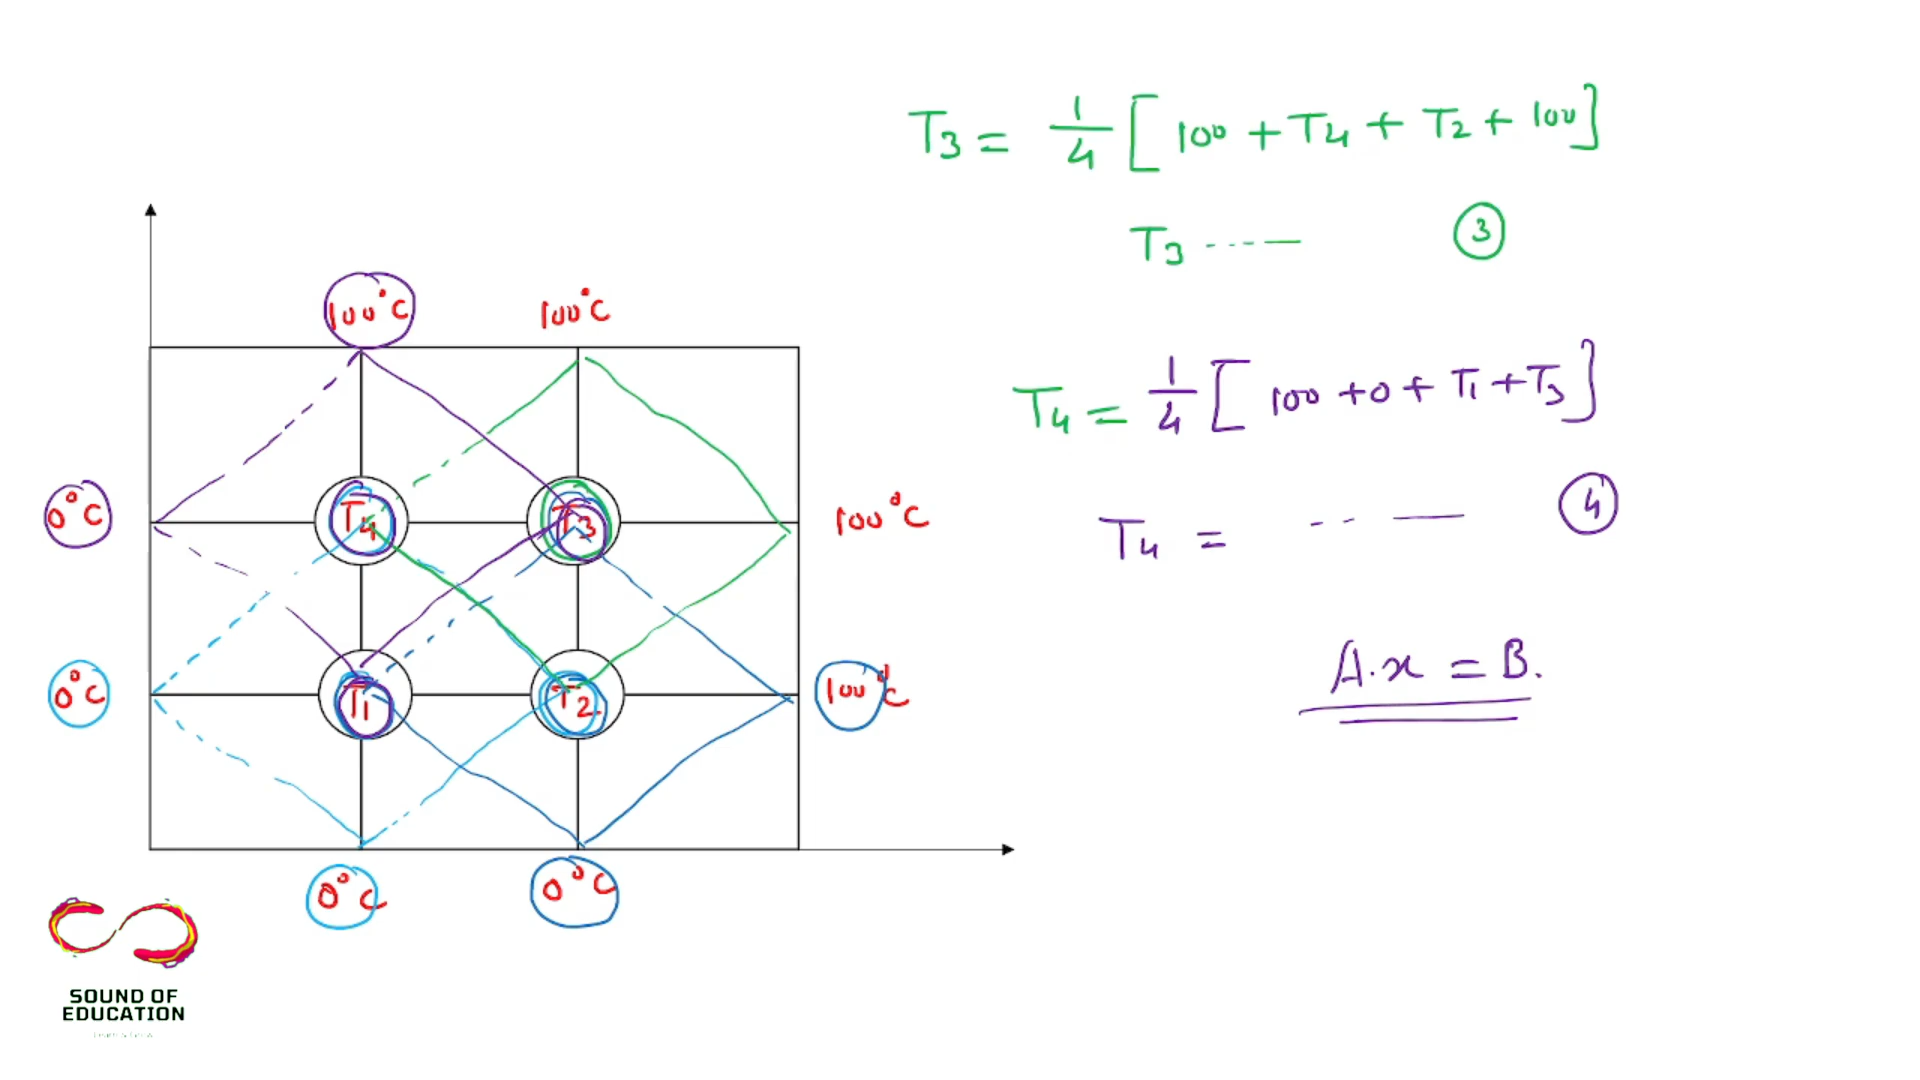 T3 = 1/4 [100 + T4 + T2 + 100]
T3 ----— ③
100°C 100°C
T4 = 1/4 [100 + 0 + T1 + T3]
0°C T4 T3 100°C
T4 = -- — ④
0°C T1 T2 100°C
A.x = B.
0°C 0°C
SOUND OF
EDUCATION